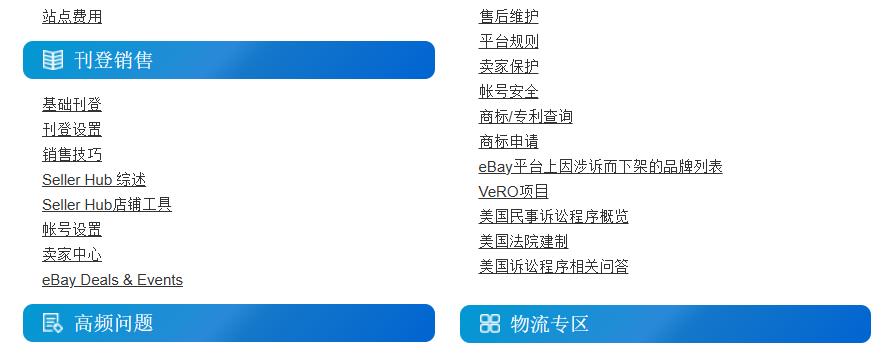 站点费用
刊登销售
基础刊登
刊登设置
销售技巧
Seller Hub 综述
Seller Hub店铺工具
帐号设置
卖家中心
eBay Deals & Events
高频问题
售后维护
平台规则
卖家保护
帐号安全
商标/专利查询
商标申请
eBay平台上因涉诉而下架的品牌列表
VeRO项目
美国民事诉讼程序概览
美国法院建制
美国诉讼程序相关问答
物流专区